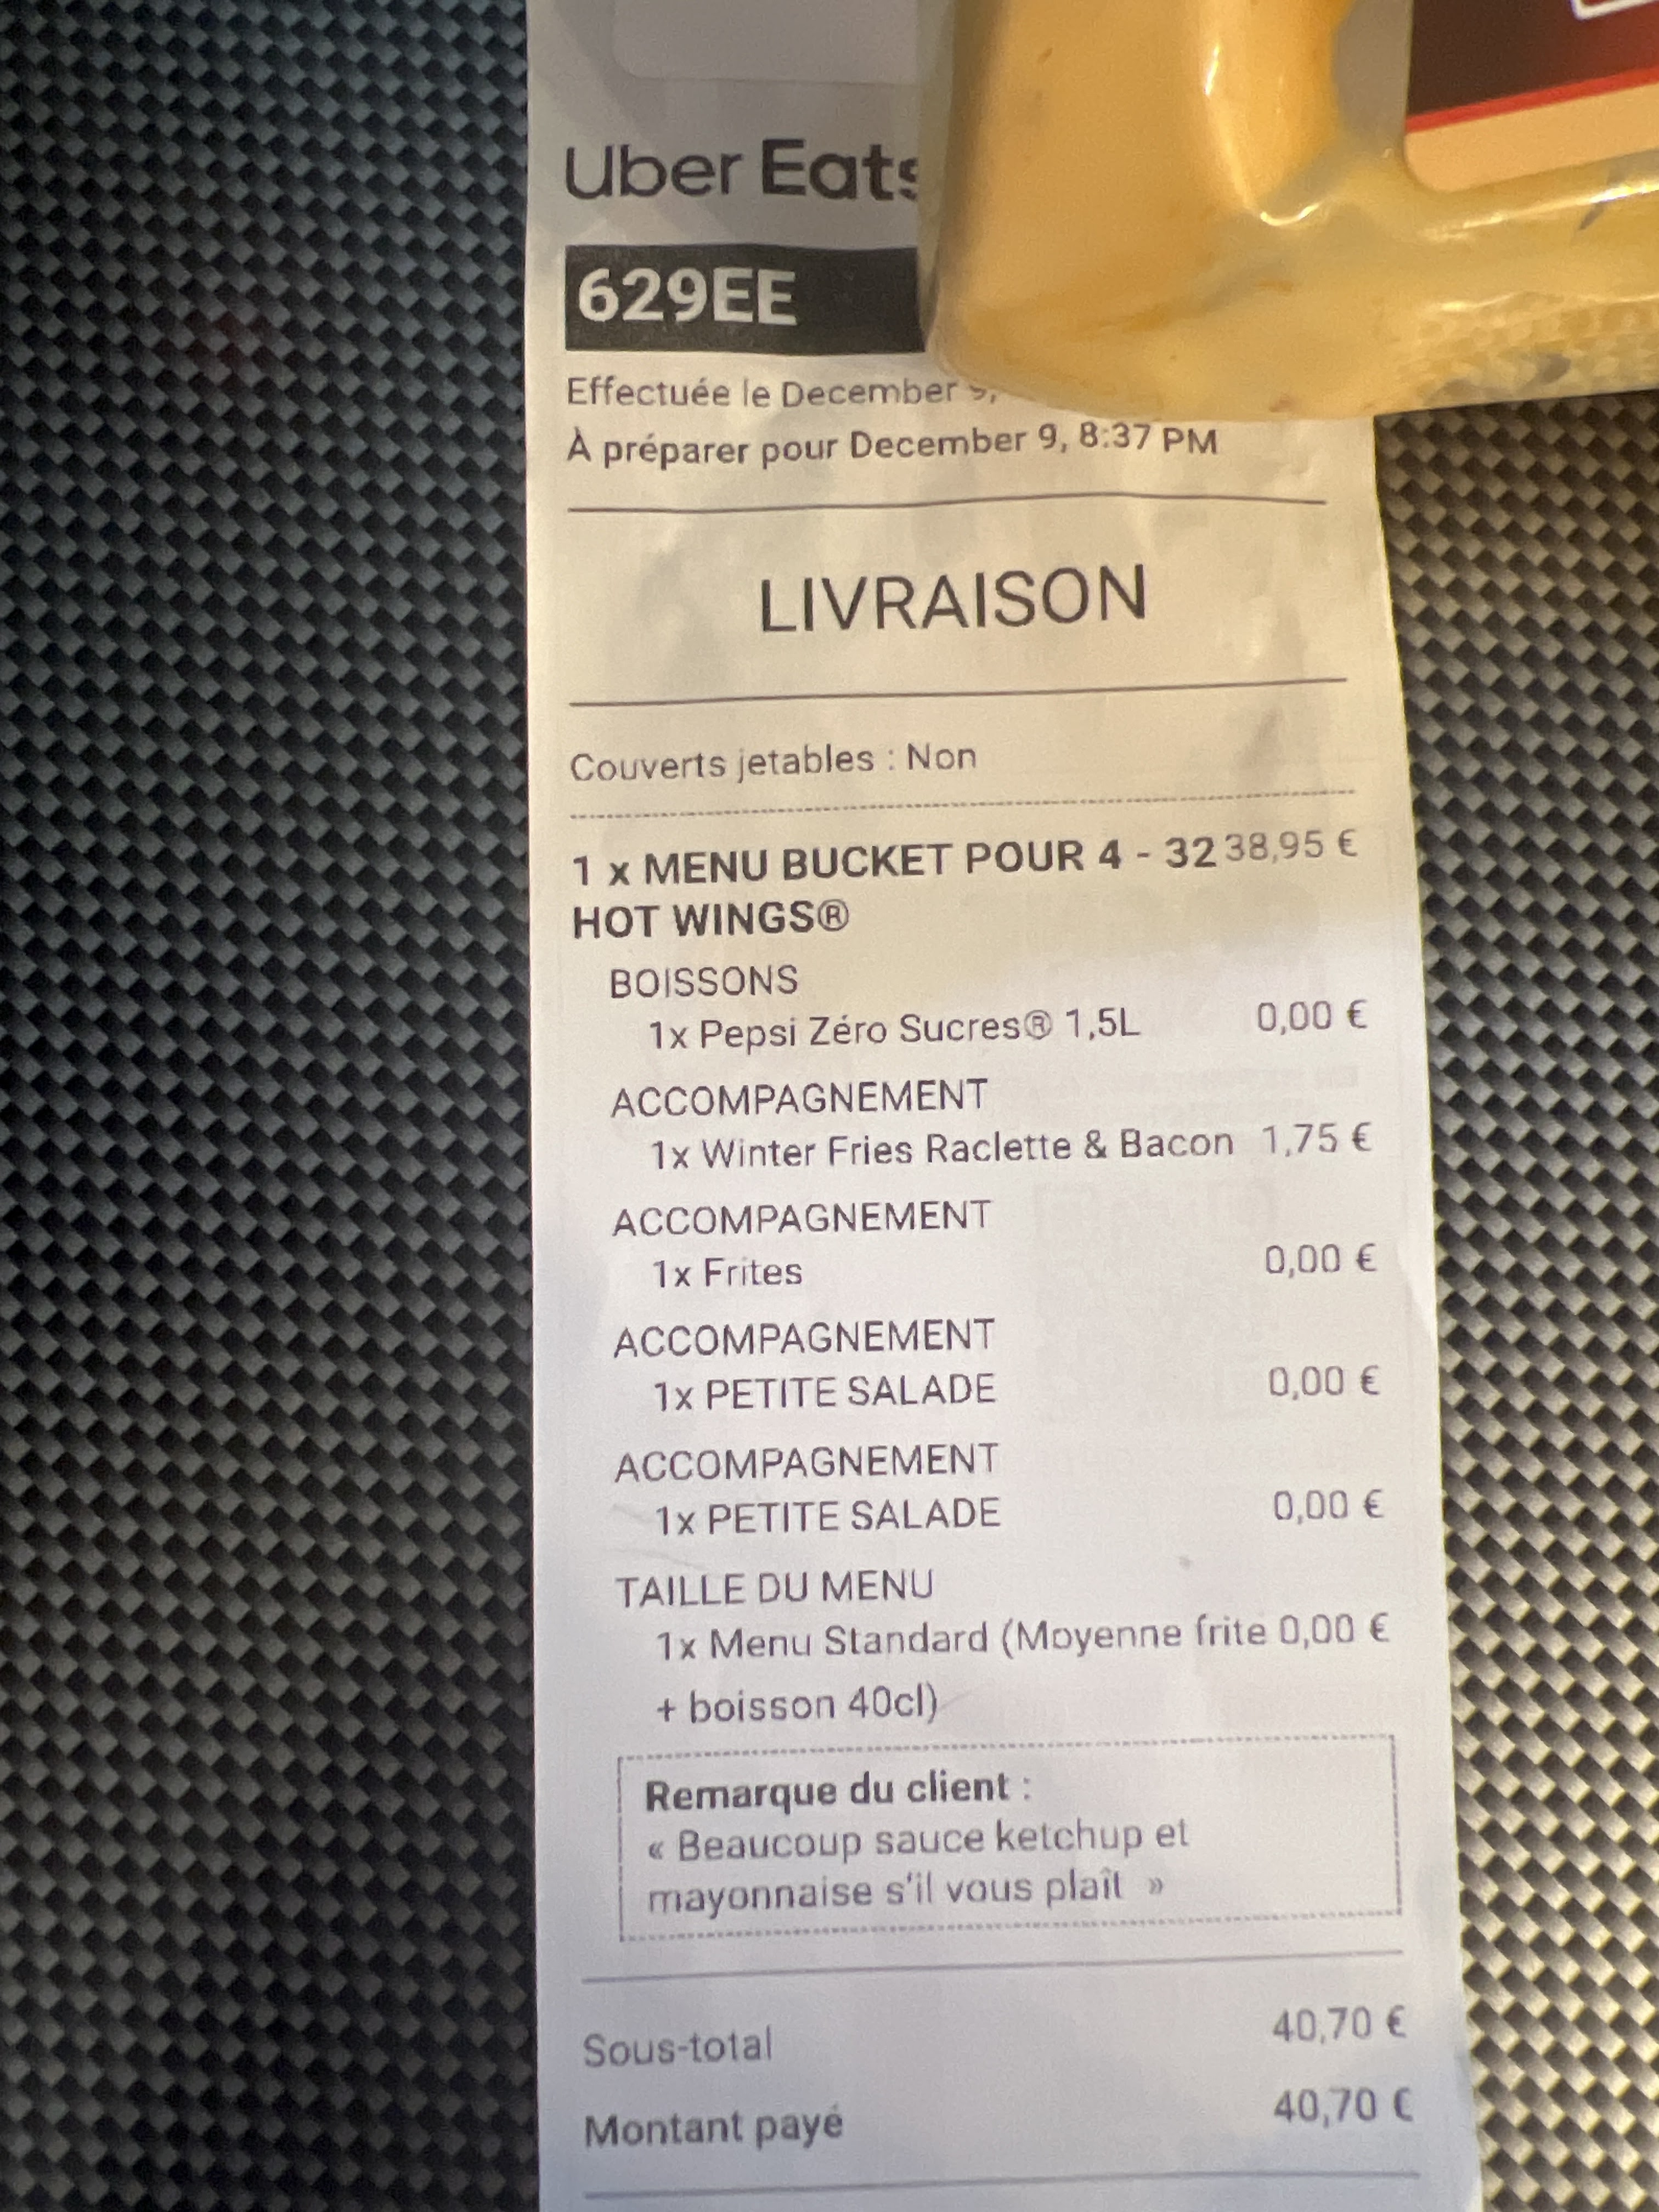 Uber Eats
629EE
Effectuée le December 9,
À préparer pour December 9, 8:37 PM
LIVRAISON
Couverts jetables : Non
1 x MENU BUCKET POUR 4 - 32 38,95 €
HOT WINGS®
BOISSONS
1x Pepsi Zéro Sucres® 1,5L 0,00 €
ACCOMPAGNEMENT
1x Winter Fries Raclette & Bacon 1,75 €
ACCOMPAGNEMENT
1x Frites 0,00 €
ACCOMPAGNEMENT
1x PETITE SALADE 0,00 €
ACCOMPAGNEMENT
1x PETITE SALADE 0,00 €
TAILLE DU MENU
1x Menu Standard (Moyenne frite 0,00 €
+ boisson 40cl)
Remarque du client :
« Beaucoup sauce ketchup et
mayonnaise s'il vous plaît »
Sous-total 40,70 €
Montant payé 40,70 €